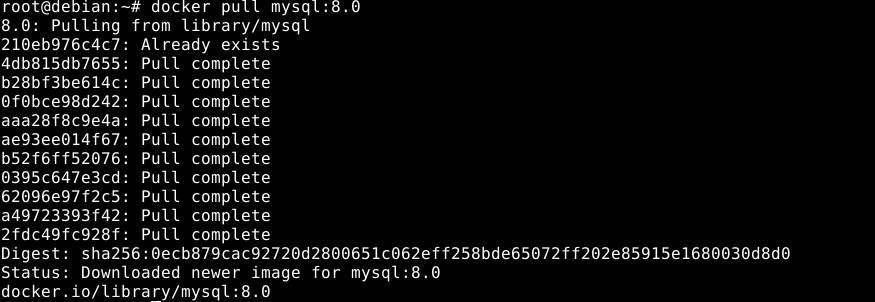 root@debian:~# docker pull mysql:8.0
8.0: Pulling from library/mysql
210eb976c4c7: Already exists
4db815db7655: Pull complete
b28bf3be614c: Pull complete
0f0bce98d242: Pull complete
aaa28f8c9e4a: Pull complete
ae93ee014f67: Pull complete
b52f6ff52076: Pull complete
0395c647e3cd: Pull complete
62096e97f2c5: Pull complete
a49723393f42: Pull complete
2fdc49fc928f: Pull complete
Digest: sha256:0ecb879cac92720d2800651c062eff258bde65072ff202e85915e1680030d8d0
Status: Downloaded newer image for mysql:8.0
docker.io/library/mysql:8.0